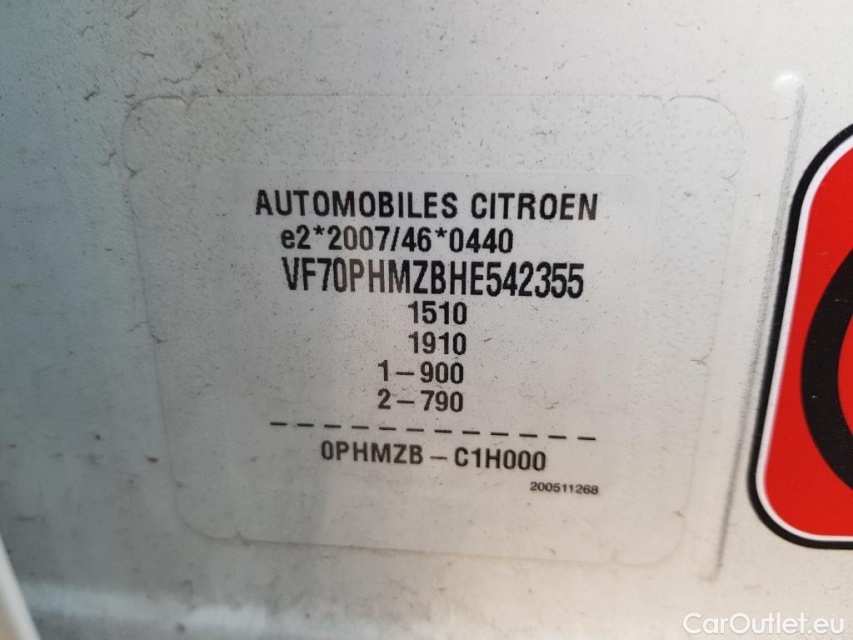 AUTOMOBILES CITROEN
e2*2007/46*0440
VF70PHMZBHE542355
1510
1910
1-900
2-790
0PHMZB - C1H000
200511268
CarOutlet.eu